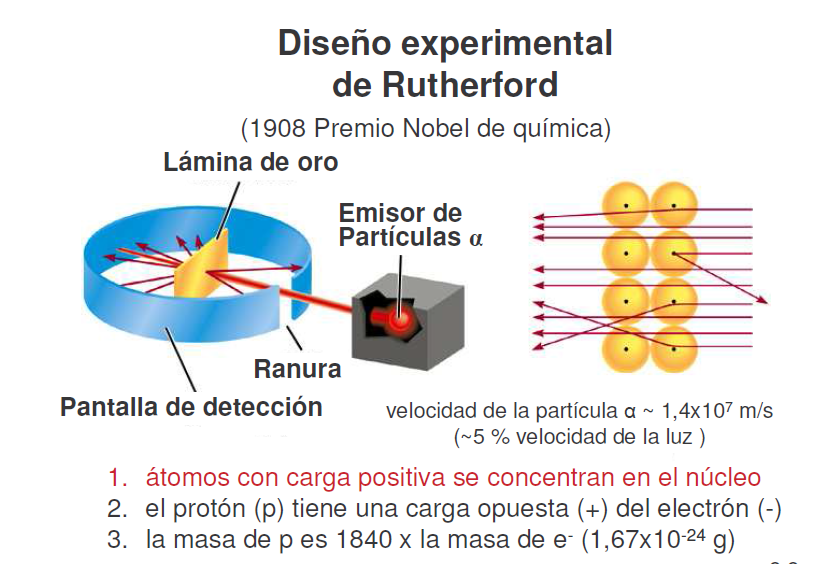 Diseño experimental
de Rutherford
(1908 Premio Nobel de química)
Lámina de oro
Emisor de
Partículas α
Ranura
Pantalla de detección
velocidad de la partícula α ~ 1,4x10⁷ m/s
(~5 % velocidad de la luz )
1. átomos con carga positiva se concentran en el núcleo
2. el protón (p) tiene una carga opuesta (+) del electrón (-)
3. la masa de p es 1840 x la masa de e⁻ (1,67x10⁻²⁴ g)